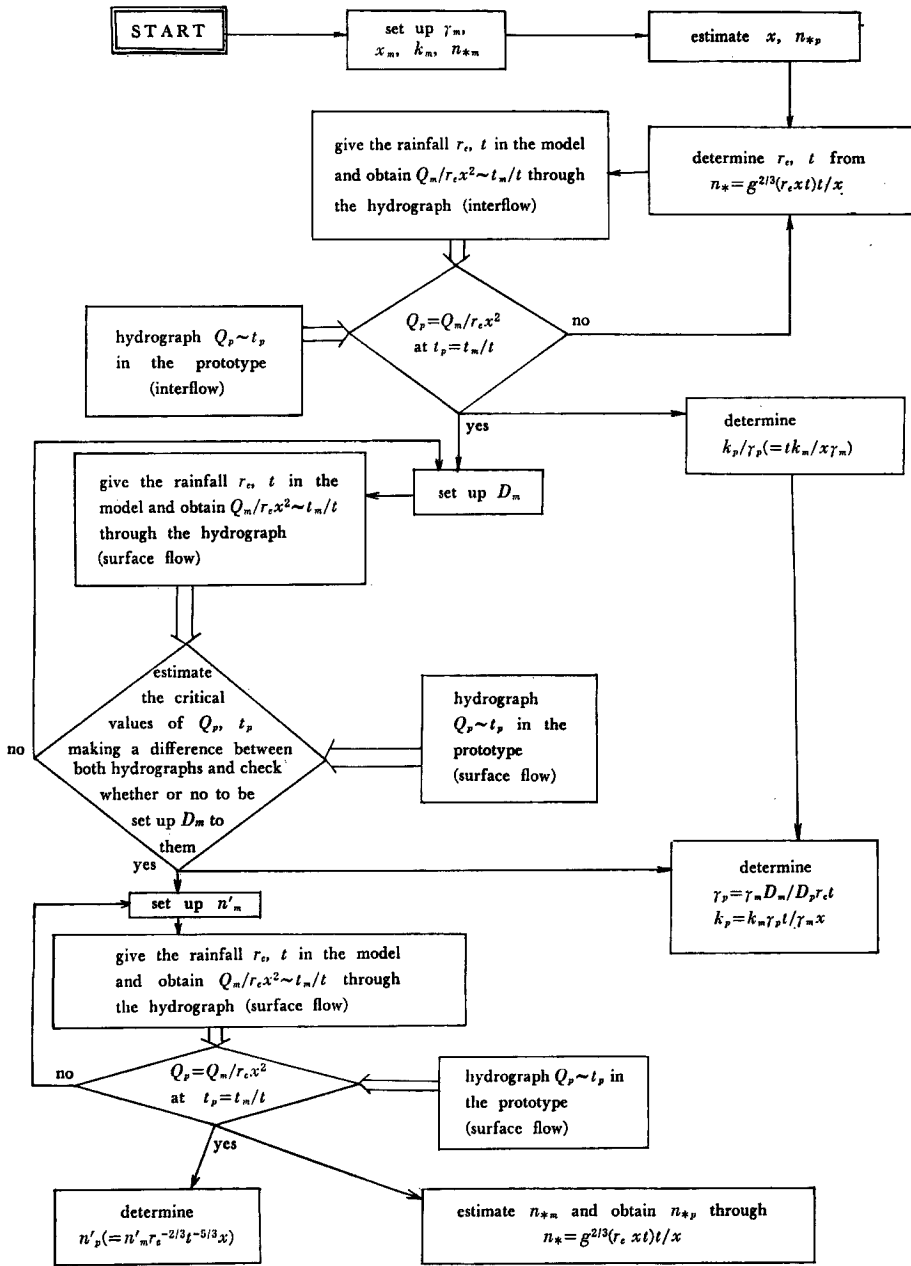 START
set up γₘ,
xₘ, kₘ, n*ₘ
estimate x, n*ₚ
give the rainfall rₑ, t in the model
and obtain Qₘ/rₑx²~tₘ/t through
the hydrograph (interflow)
determine rₑ, t from
n*=g^{2/3}(rₑxt)t/x
hydrograph Qₚ~tₚ
in the prototype
(interflow)
Qₚ=Qₘ/rₑx²
at tₚ=tₘ/t
no
yes
determine
kₚ/γₚ(=tkₘ/xγₘ)
set up Dₘ
give the rainfall rₑ, t in the
model and obtain Qₘ/rₑx²~tₘ/t
through the hydrograph
(surface flow)
estimate
the critical
values of Qₚ, tₚ
making a difference between
both hydrographs and check
whether or no to be
set up Dₘ to
them
no
yes
hydrograph
Qₚ~tₚ in the
prototype
(surface flow)
determine
γₚ=γₘDₘ/Dₚrₑt
kₚ=kₘγₚt/γₘx
set up n'ₘ
give the rainfall rₑ, t in the model
and obtain Qₘ/rₑx²~tₘ/t through
the hydrograph (surface flow)
Qₚ=Qₘ/rₑx²
at tₚ=tₘ/t
no
yes
hydrograph Qₚ~tₚ in
the prototype
(surface flow)
determine
n'ₚ(=n'ₘrₑ^{-2/3}t^{-5/3}x)
estimate n*ₘ and obtain n*ₚ through
n*=g^{2/3}(rₑ xt)t/x